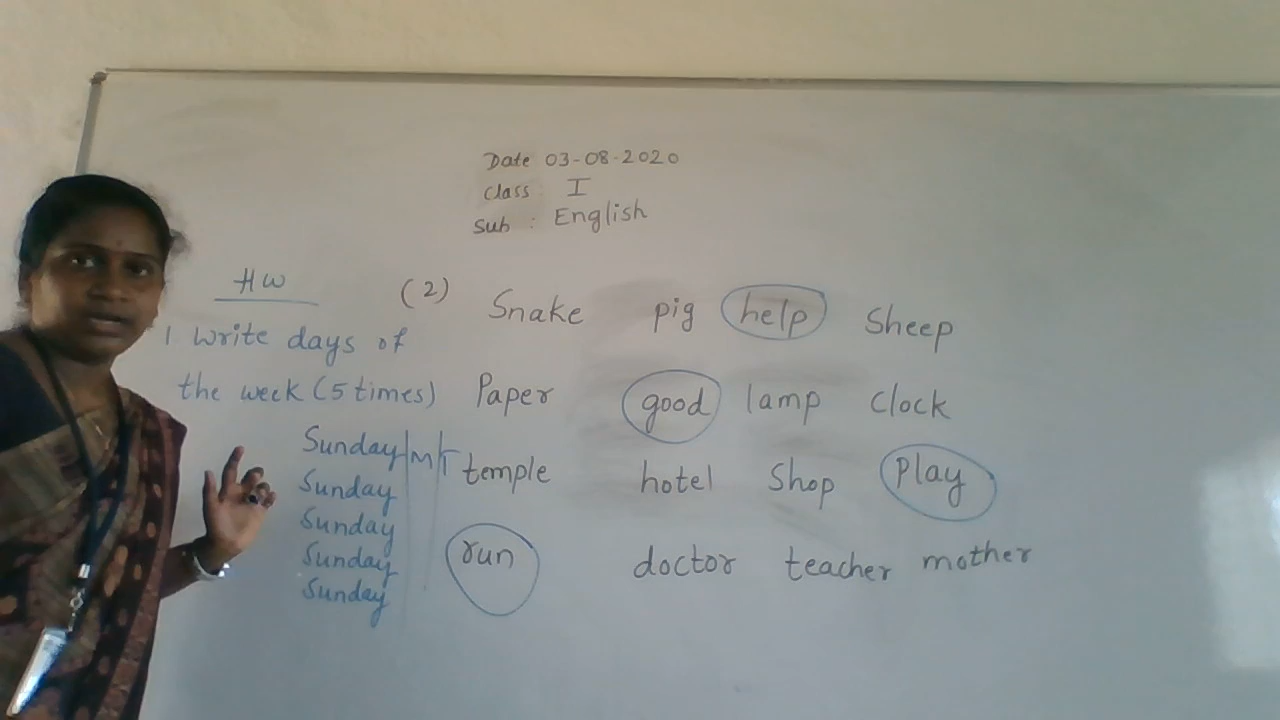 Date 03-08-2020
Class I
Sub : English
HW
1 Write days of
the week (5 times)
Sunday M T
Sunday
Sunday
Sunday
Sunday
(2) Snake pig help Sheep
Paper good lamp Clock
temple hotel Shop Play
run doctor teacher mother